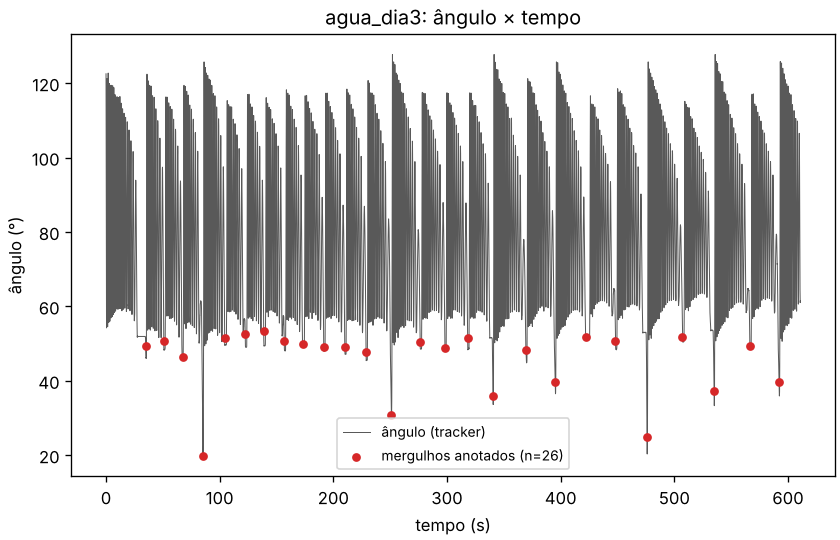 agua_dia3: ângulo × tempo
120
100
80
60
40
20
ângulo (°)
ângulo (tracker)
mergulhos anotados (n=26)
0 100 200 300 400 500 600
tempo (s)